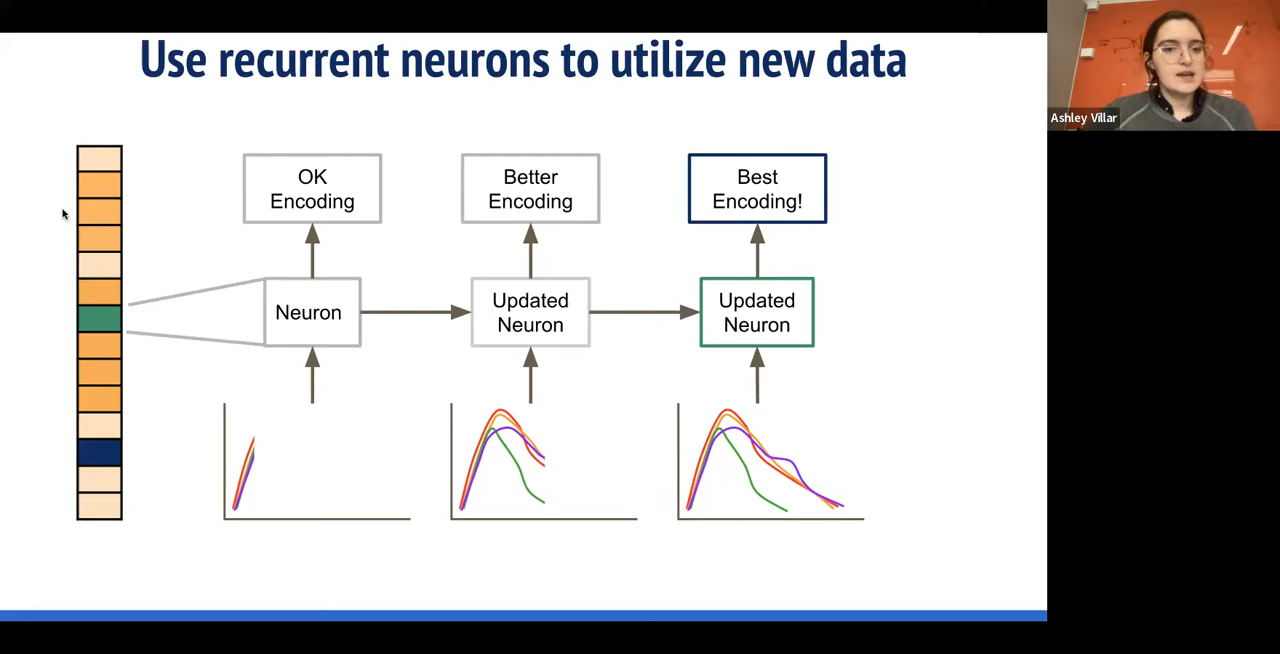 Use recurrent neurons to utilize new data
Ashley Villar
OK
Encoding
Better
Encoding
Best
Encoding!
Neuron
Updated
Neuron
Updated
Neuron